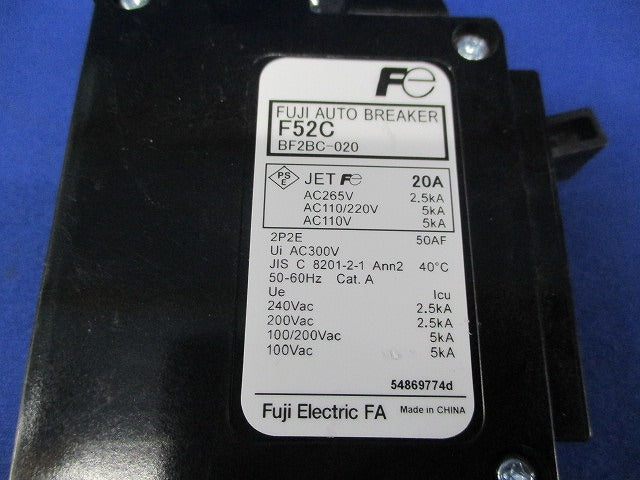 Fe
FUJI AUTO BREAKER
F52C
BF2BC-020
PS E JET Fe 20A
AC265V 2.5kA
AC110/220V 5kA
AC110V 5kA
2P2E 50AF
Ui AC300V
JIS C 8201-2-1 Ann2 40°C
50-60Hz Cat. A
Ue Icu
240Vac 2.5kA
200Vac 2.5kA
100/200Vac 5kA
100Vac 5kA
54869774d
Fuji Electric FA Made in CHINA